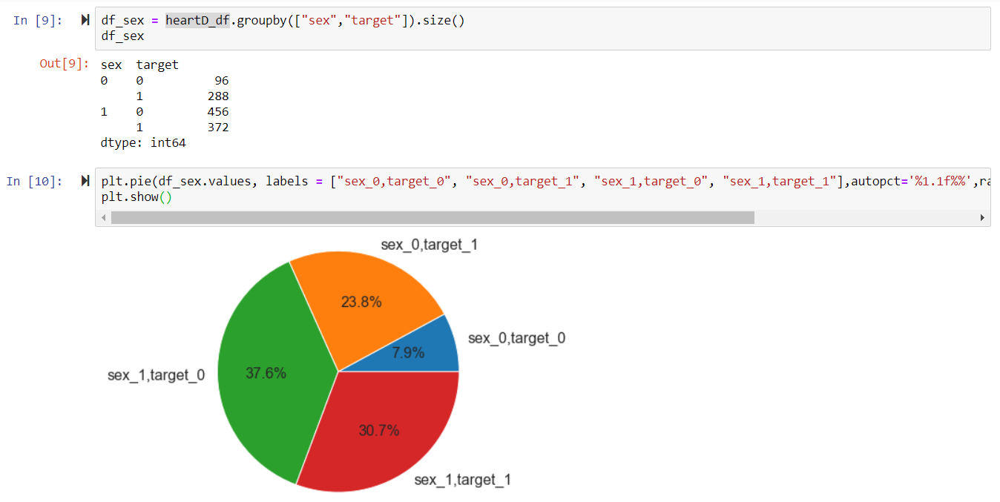 In [9]: df_sex = heartD_df.groupby(["sex","target"]).size()
df_sex
Out[9]: sex target
0 0 96
1 288
1 0 456
1 372
dtype: int64
In [10]: plt.pie(df_sex.values, labels = ["sex_0,target_0", "sex_0,target_1", "sex_1,target_0", "sex_1,target_1"],autopct='%1.1f%%',ra
plt.show()
sex_0,target_1
23.8%
sex_0,target_0
7.9%
sex_1,target_0
37.6%
30.7%
sex_1,target_1